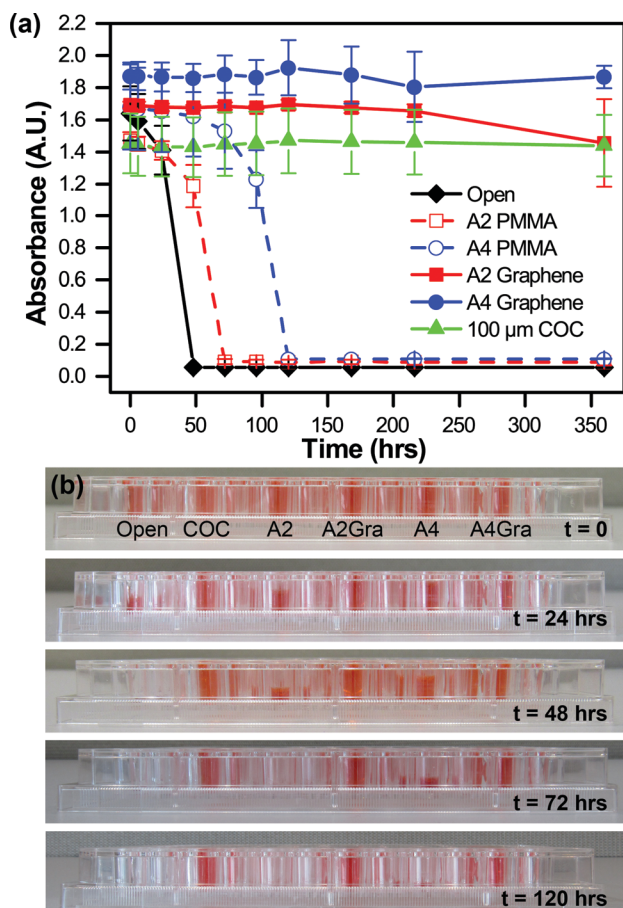 (a)
2.2
2.0
1.8
1.6
1.4
1.2
1.0
0.8
0.6
0.4
0.2
0.0
Absorbance (A.U.)
Open
A2 PMMA
A4 PMMA
A2 Graphene
A4 Graphene
100 µm COC
0 50 100 150 200 250 300 350
Time (hrs)
(b)
Open COC A2 A2Gra A4 A4Gra t = 0
t = 24 hrs
t = 48 hrs
t = 72 hrs
t = 120 hrs